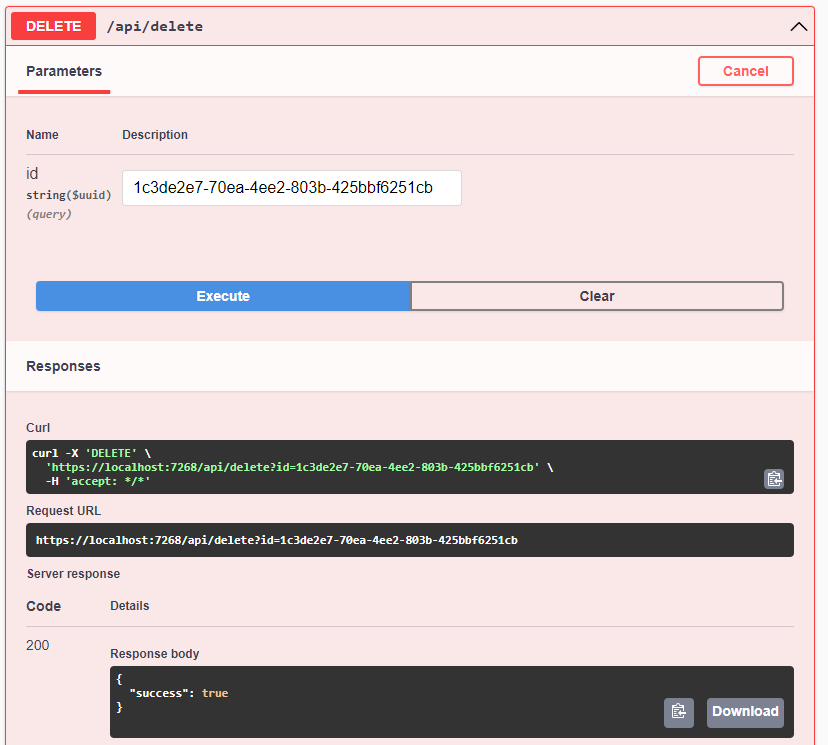 DELETE /api/delete
Parameters Cancel
Name Description
id
string($uuid) 1c3de2e7-70ea-4ee2-803b-425bbf6251cb
(query)
Execute Clear
Responses
Curl
curl -X 'DELETE' \
'https://localhost:7268/api/delete?id=1c3de2e7-70ea-4ee2-803b-425bbf6251cb' \
-H 'accept: */*'
Request URL
https://localhost:7268/api/delete?id=1c3de2e7-70ea-4ee2-803b-425bbf6251cb
Server response
Code Details
200
Response body
{
"success": true
}
Download